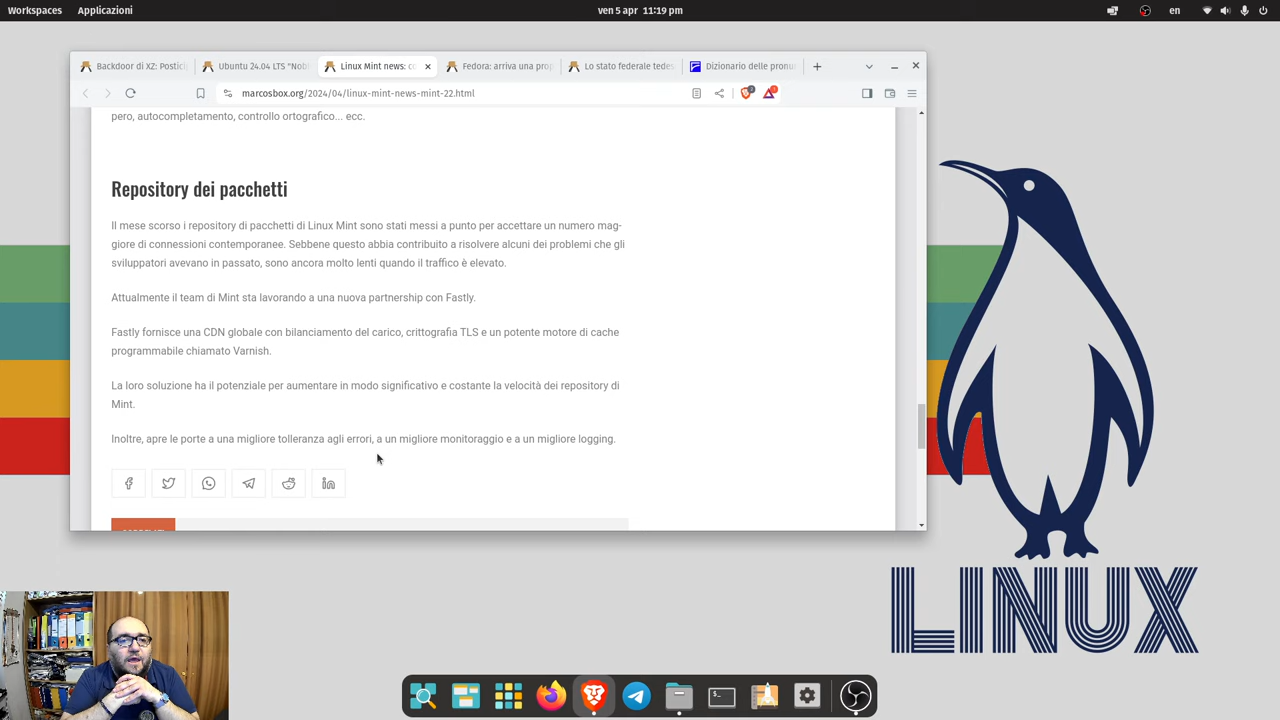 Workspaces Applicazioni ven 5 apr 11:19 pm en
Backdoor di XZ: Postici Ubuntu 24.04 LTS "Nob Linux Mint news: co Fedora: arriva una pro Lo stato federale tedes Dizionario delle pronu
marcosbox.org/2024/04/linux-mint-news-mint-22.html
pero, autocompletamento, controllo ortografico... ecc.
Repository dei pacchetti
Il mese scorso i repository di pacchetti di Linux Mint sono stati messi a punto per accettare un numero mag-
giore di connessioni contemporanee. Sebbene questo abbia contribuito a risolvere alcuni dei problemi che gli
sviluppatori avevano in passato, sono ancora molto lenti quando il traffico è elevato.
Attualmente il team di Mint sta lavorando a una nuova partnership con Fastly.
Fastly fornisce una CDN globale con bilanciamento del carico, crittografia TLS e un potente motore di cache
programmabile chiamato Varnish.
La loro soluzione ha il potenziale per aumentare in modo significativo e costante la velocità dei repository di
Mint.
Inoltre, apre le porte a una migliore tolleranza agli errori, a un migliore monitoraggio e a un migliore logging.
LINUX